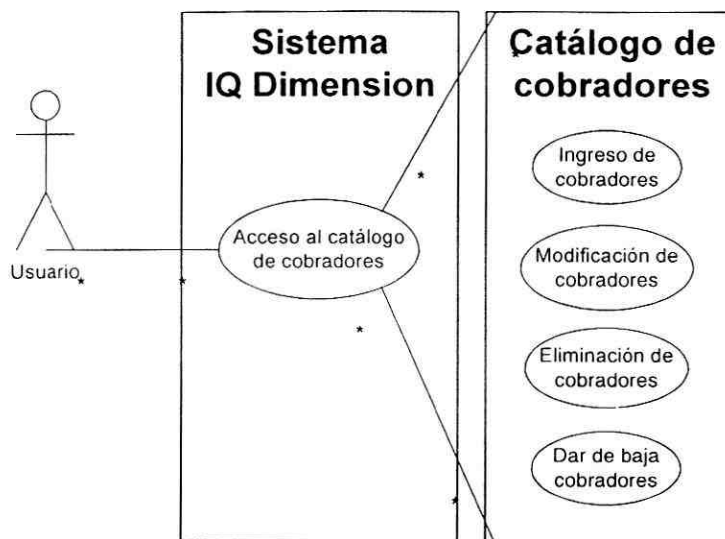 Sistema
IQ Dimension
Catálogo de
cobradores
Ingreso de
cobradores
Acceso al catálogo
de cobradores
Modificación de
cobradores
Usuario
Eliminación de
cobradores
Dar de baja
cobradores